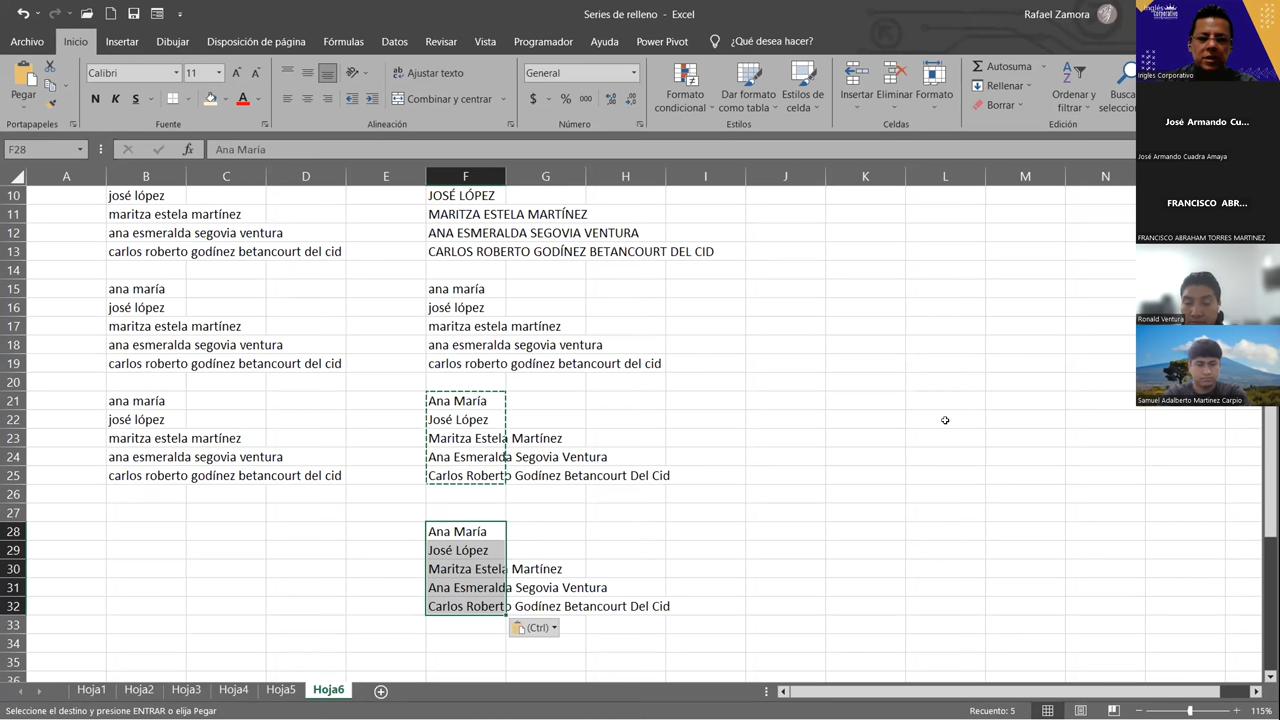 Series de relleno - Excel
Rafael Zamora
Archivo Inicio Insertar Dibujar Disposición de página Fórmulas Datos Revisar Vista Programador Ayuda Power Pivot ¿Qué desea hacer?
Pegar
Calibri 11
N K S
Ajustar texto
Combinar y centrar
General
$ % 000
Formato condicional
Dar formato como tabla
Estilos de celda
Insertar Eliminar Formato
Autosuma
Rellenar
Borrar
Ordenar y filtrar
Portapapeles Fuente Alineación Número Estilos Celdas Edición
F28 fx Ana María
A B C D E F G H I J K L M N
10 josé lópez JOSÉ LÓPEZ
11 maritza estela martínez MARITZA ESTELA MARTÍNEZ
12 ana esmeralda segovia ventura ANA ESMERALDA SEGOVIA VENTURA
13 carlos roberto godínez betancourt del cid CARLOS ROBERTO GODÍNEZ BETANCOURT DEL CID
14
15 ana maría ana maría
16 josé lópez josé lópez
17 maritza estela martínez maritza estela martínez
18 ana esmeralda segovia ventura ana esmeralda segovia ventura
19 carlos roberto godínez betancourt del cid carlos roberto godínez betancourt del cid
20
21 ana maría Ana María
22 josé lópez José López
23 maritza estela martínez Maritza Estela Martínez
24 ana esmeralda segovia ventura Ana Esmeralda Segovia Ventura
25 carlos roberto godínez betancourt del cid Carlos Roberto Godínez Betancourt Del Cid
26
27
28 Ana María
29 José López
30 Maritza Estela Martínez
31 Ana Esmeralda Segovia Ventura
32 Carlos Roberto Godínez Betancourt Del Cid
33 (Ctrl)
34
35
Hoja1 Hoja2 Hoja3 Hoja4 Hoja5 Hoja6
Seleccione el destino y presione ENTRAR o elija Pegar
Recuento: 5
115%
Inglés
corporativo
Ingles Corporativo
José Armando Cu...
José Armando Cuadra Amaya
FRANCISCO ABR...
FRANCISCO ABRAHAM TORRES MARTINEZ
Ronald Ventura
Samuel Adalberto Martinez Carpio